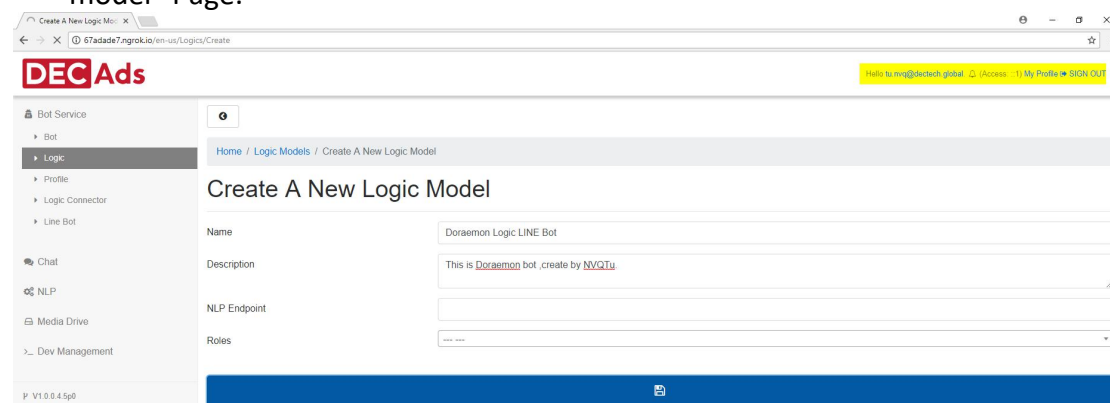 model" Page.
Create A New Logic Moc
67adade7.ngrok.io/en-us/Logics/Create
DEC Ads
Hello tu.nvq@dectech.global. (Access: ::1) My Profile SIGN OUT
Bot Service
Bot
Logic
Profile
Logic Connector
Line Bot
Chat
NLP
Media Drive
Dev Management
V1.0.0.4.5p0
Home / Logic Models / Create A New Logic Model
Create A New Logic Model
Name
Doraemon Logic LINE Bot
Description
This is Doraemon bot ,create by NVQTu.
NLP Endpoint
Roles
--- ---